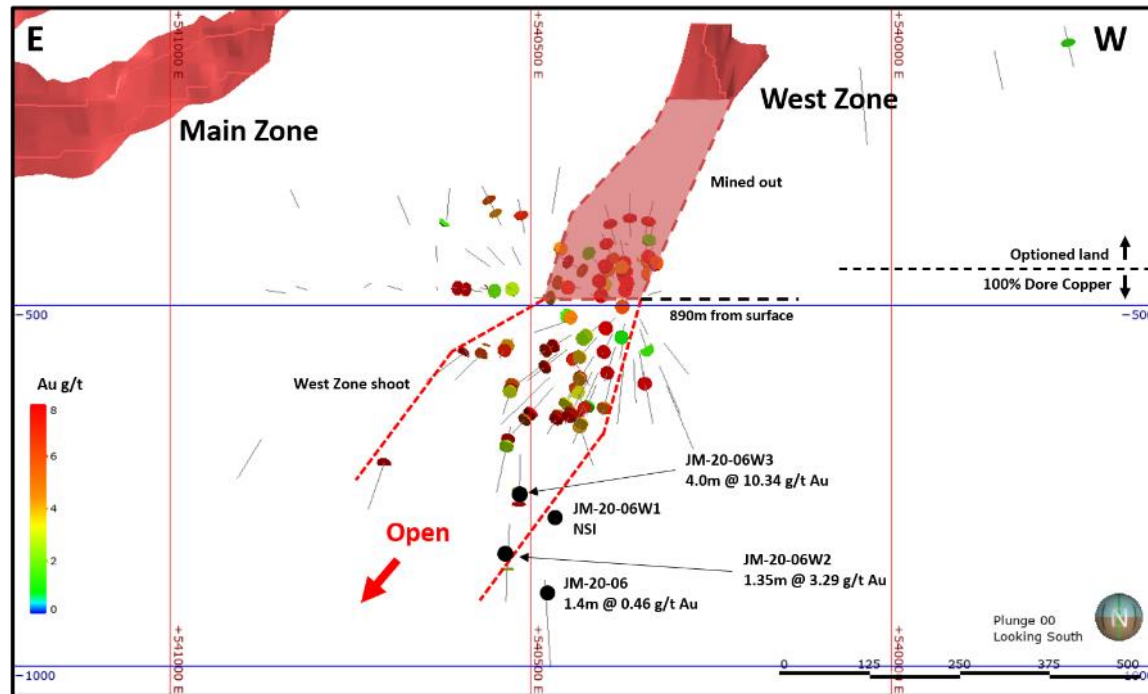 E
W
+541000 E
+540500 E
+540000 E
Main Zone
West Zone
Mined out
Optioned land
100% Dore Copper
-500
890m from surface
-500
Au g/t
8
6
4
2
0
West Zone shoot
JM-20-06W3
4.0m @ 10.34 g/t Au
JM-20-06W1
NSI
Open
JM-20-06W2
1.35m @ 3.29 g/t Au
JM-20-06
1.4m @ 0.46 g/t Au
Plunge 00
Looking South
N
0 125 250 375 500
-1000
+541000 E
+540500 E
+540000 E